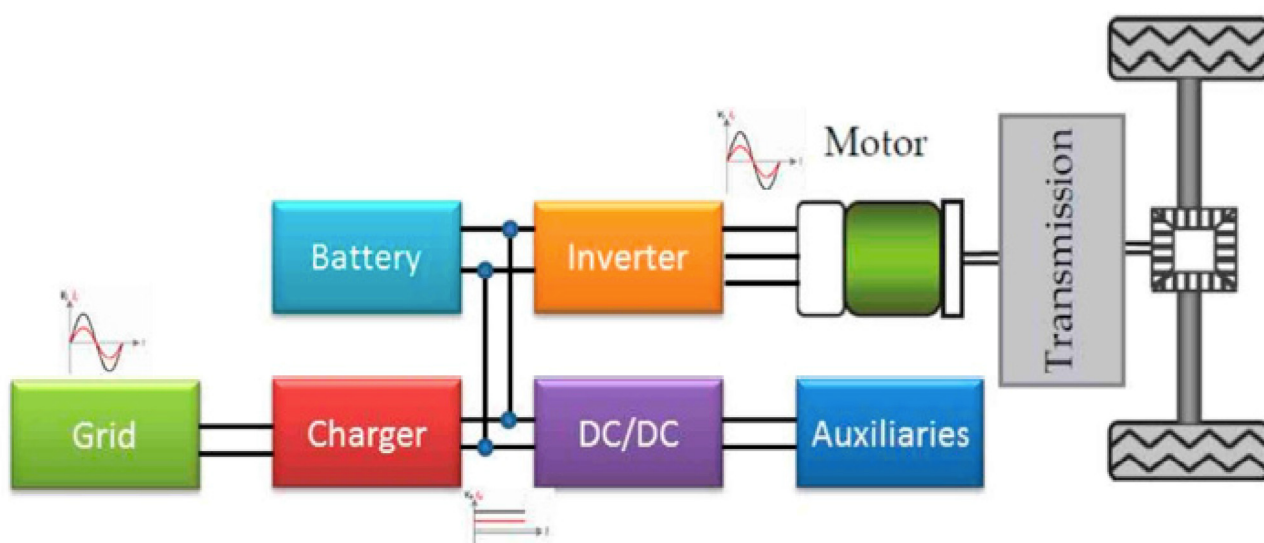 Motor
Transmission
Battery
Inverter
Grid
Charger
DC/DC
Auxiliaries